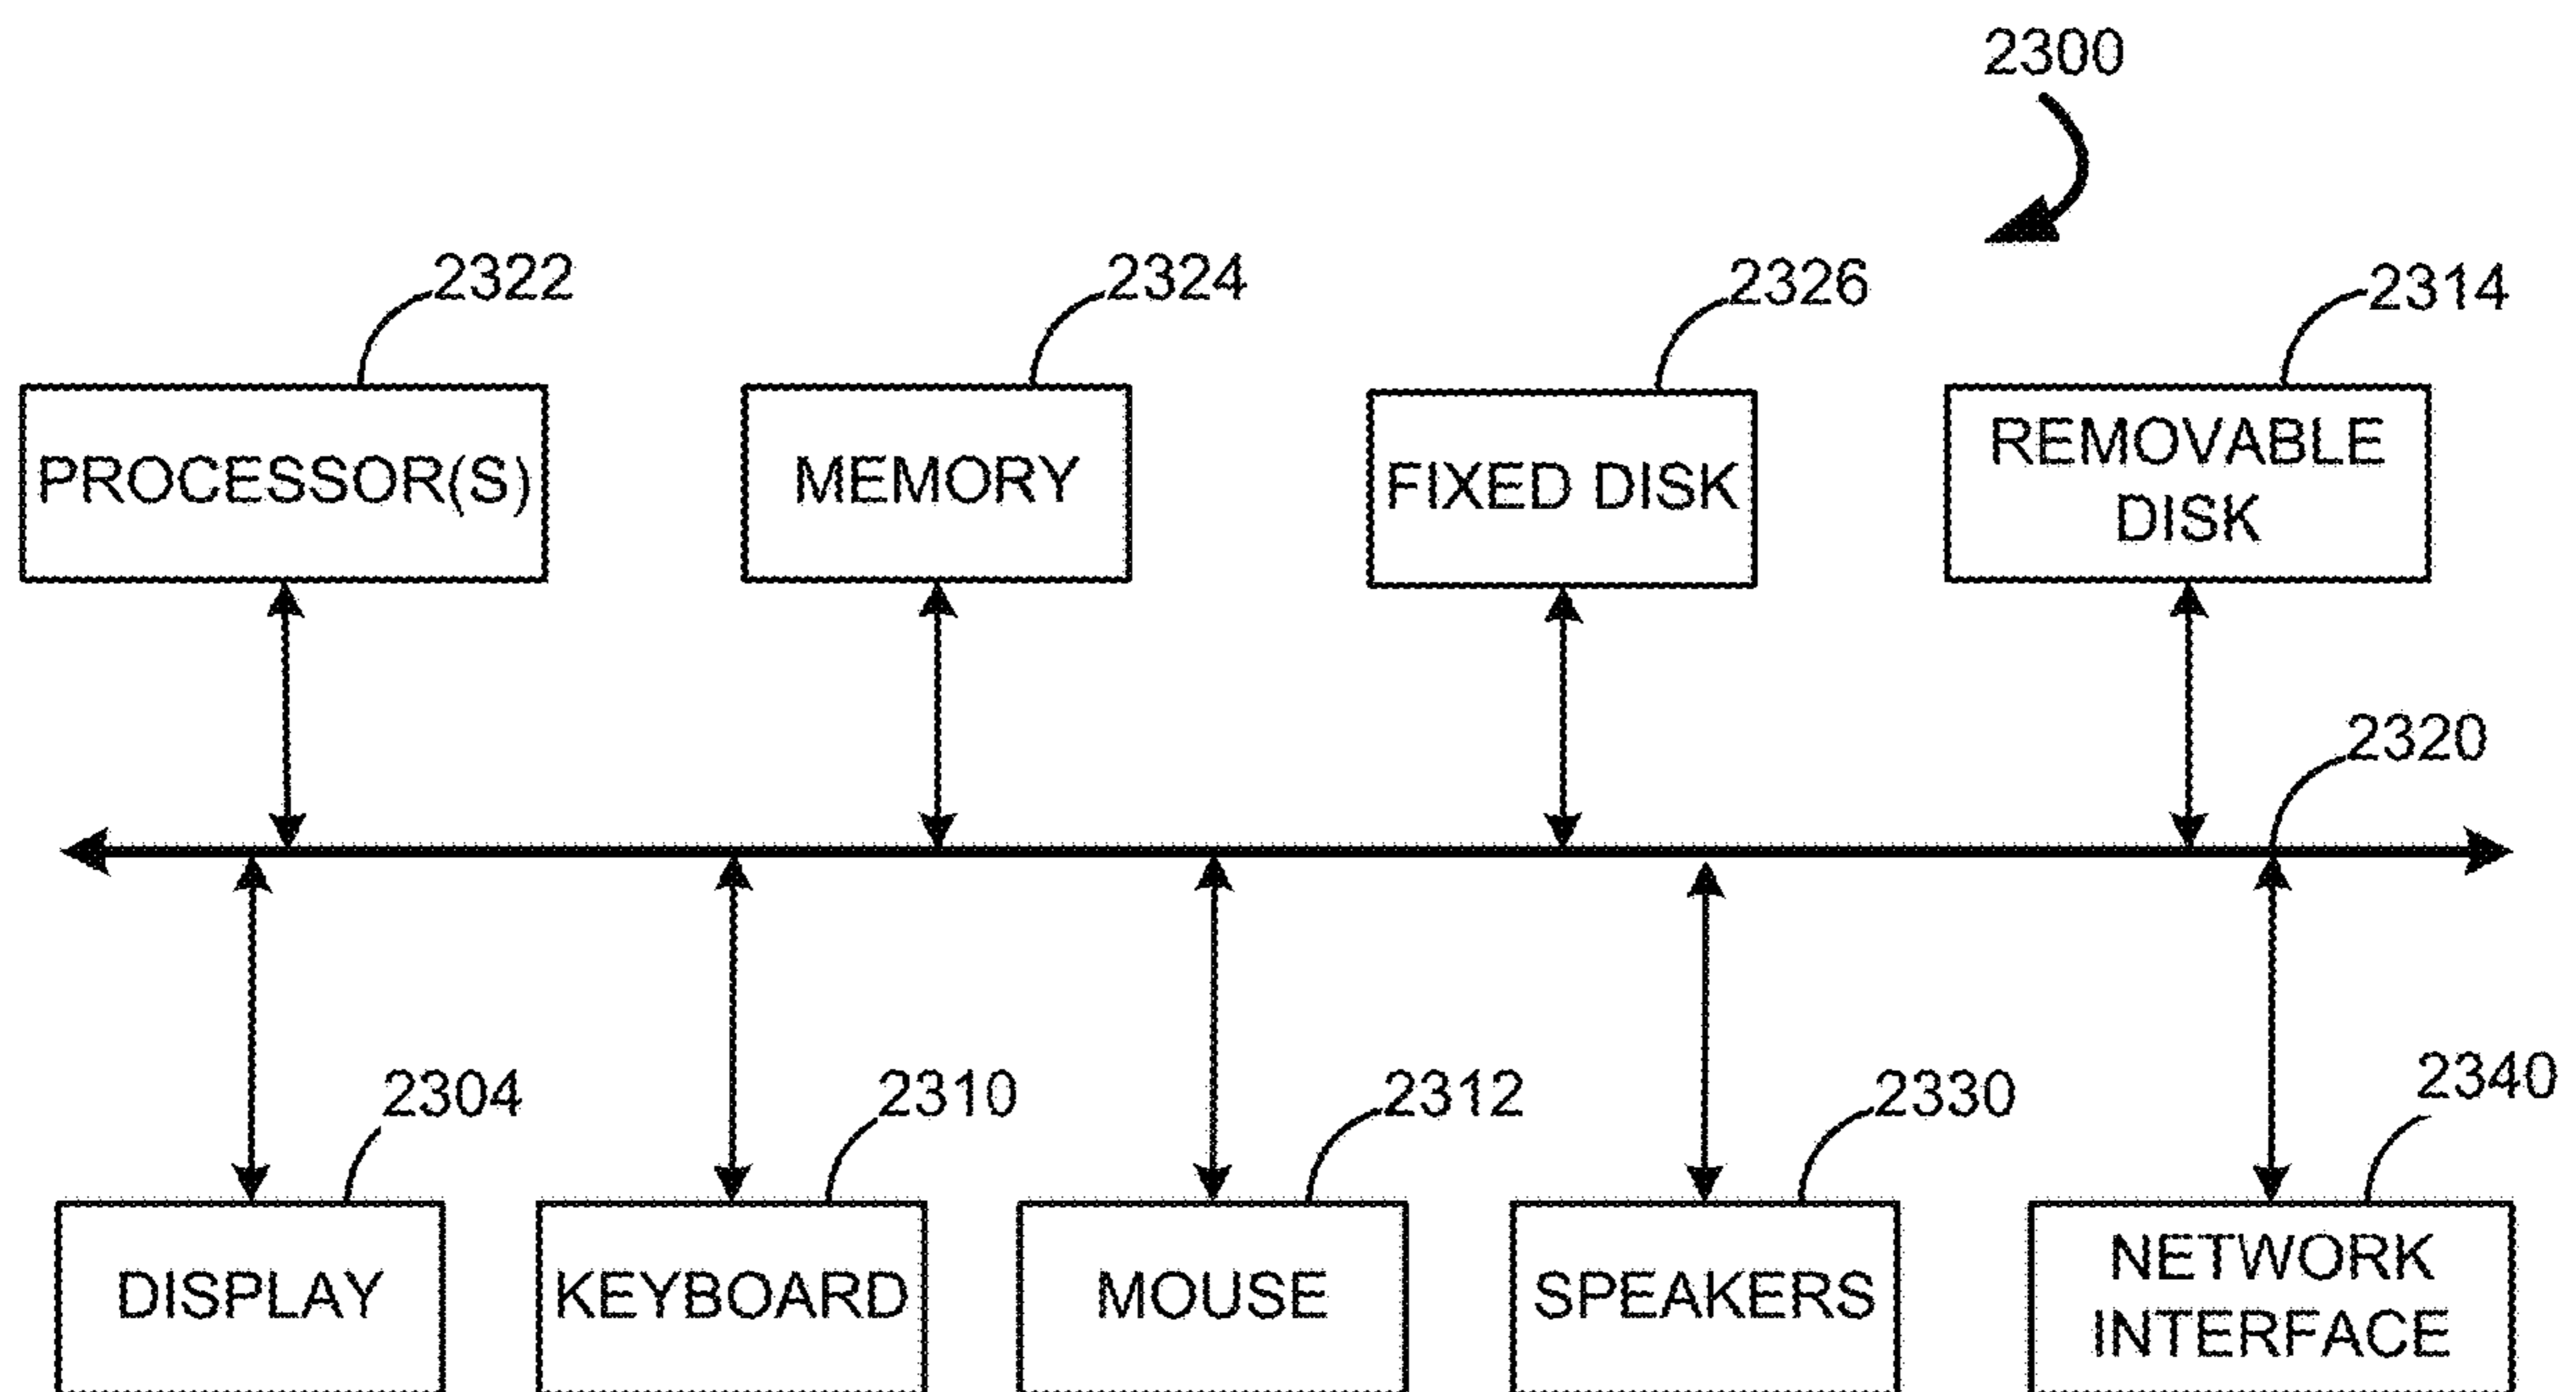 2300
2322
2324
2326
2314
PROCESSOR(S)
MEMORY
FIXED DISK
REMOVABLE
DISK
2320
2304
2310
2312
2330
2340
DISPLAY
KEYBOARD
MOUSE
SPEAKERS
NETWORK
INTERFACE